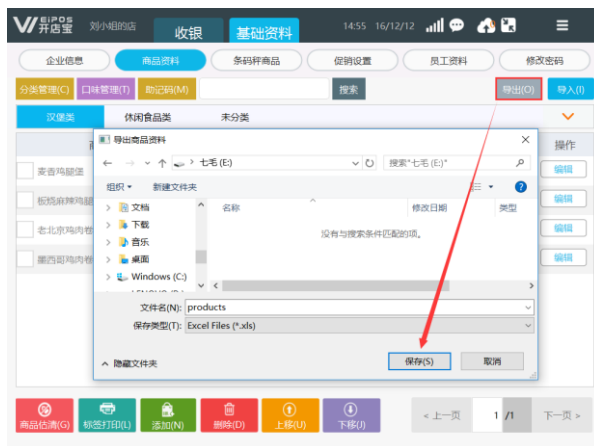 EiPOS 开店宝 刘小姐的店 收银 基础资料 14:55 16/12/12
企业信息 商品资料 条码秤商品 促销设置 员工资料 修改密码
分类管理(C) 口味管理(T) 助记码(M) 搜索 导出(O) 导入(I)
汉堡类 休闲食品类 未分类
导出商品资料
操作
七毛 (E:) 搜索"七毛 (E:)"
麦香鸡腿堡 编辑
组织 新建文件夹
板烧麻辣鸡腿 编辑
文档 名称 修改日期 类型
下载 没有与搜索条件匹配的项。
老北京鸡肉卷 编辑
音乐
桌面
墨西哥鸡肉卷 编辑
Windows (C:)
文件名(N): products
保存类型(T): Excel Files (*.xls)
隐藏文件夹 保存(S) 取消
商品估清(G) 标签打印(L) 添加(N) 删除(D) 上移(U) 下移(J) < 上一页 1 /1 下一页 >